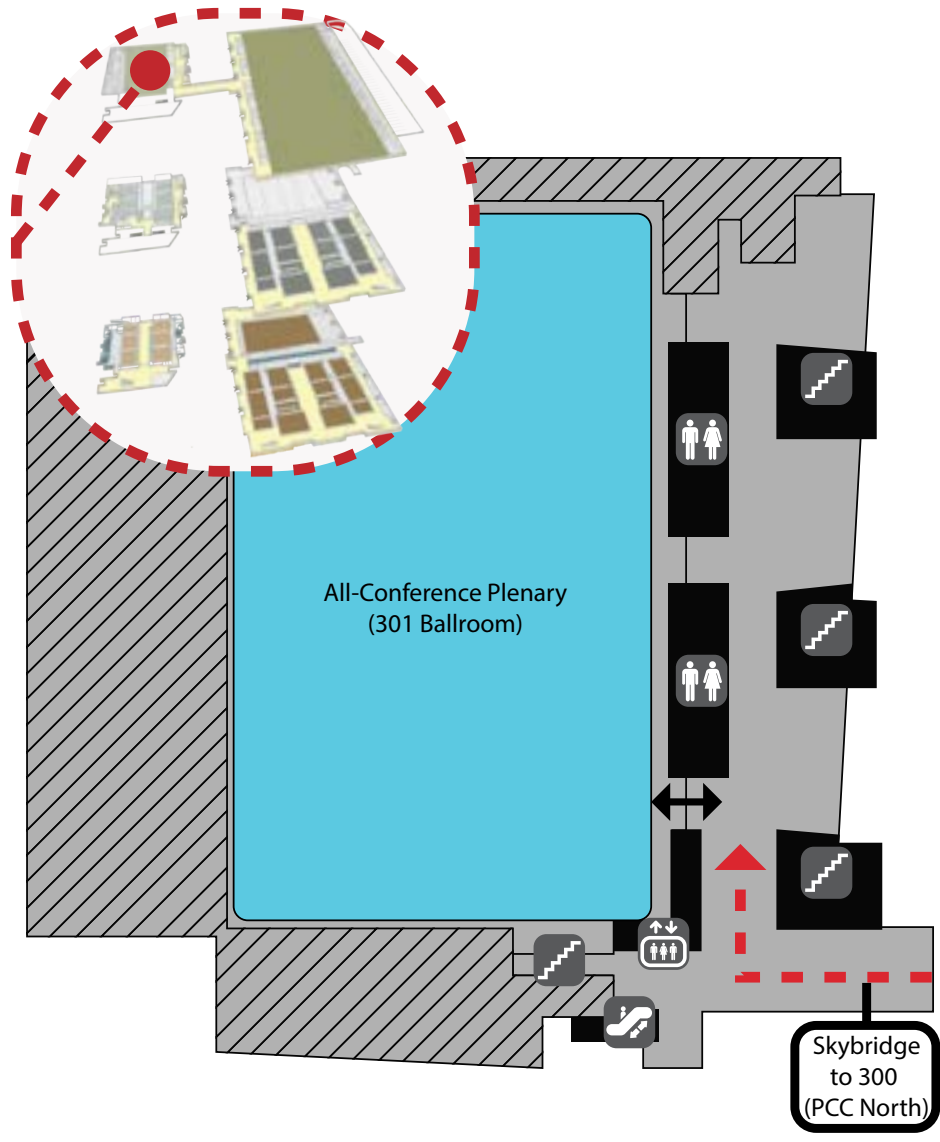 All-Conference Plenary
(301 Ballroom)
Skybridge
to 300
(PCC North)